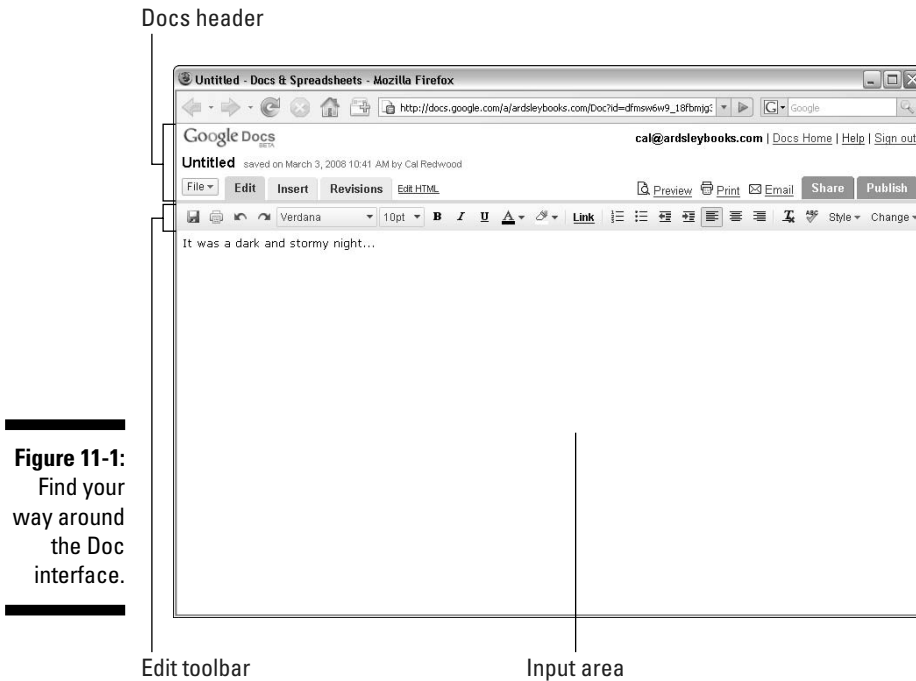 Docs header
Untitled - Docs & Spreadsheets - Mozilla Firefox
http://docs.google.com/a/ardsleybooks.com/Doc?id=dfmsw6w9_18fbmjg: G Google
Google Docs BETA cal@ardsleybooks.com | Docs Home | Help | Sign out
Untitled saved on March 3, 2008 10:41 AM by Cal Redwood
File Edit Insert Revisions Edit HTML Preview Print Email Share Publish
Verdana 10pt B I U A Link ABC Style Change
It was a dark and stormy night...
Figure 11-1:
Find your
way around
the Doc
interface.
Edit toolbar Input area